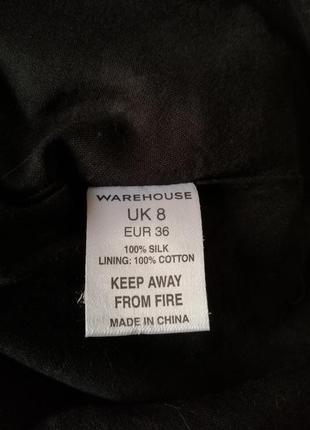 WAREHOUSE
UK 8
EUR 36
100% SILK
LINING: 100% COTTON
KEEP AWAY
FROM FIRE
MADE IN CHINA